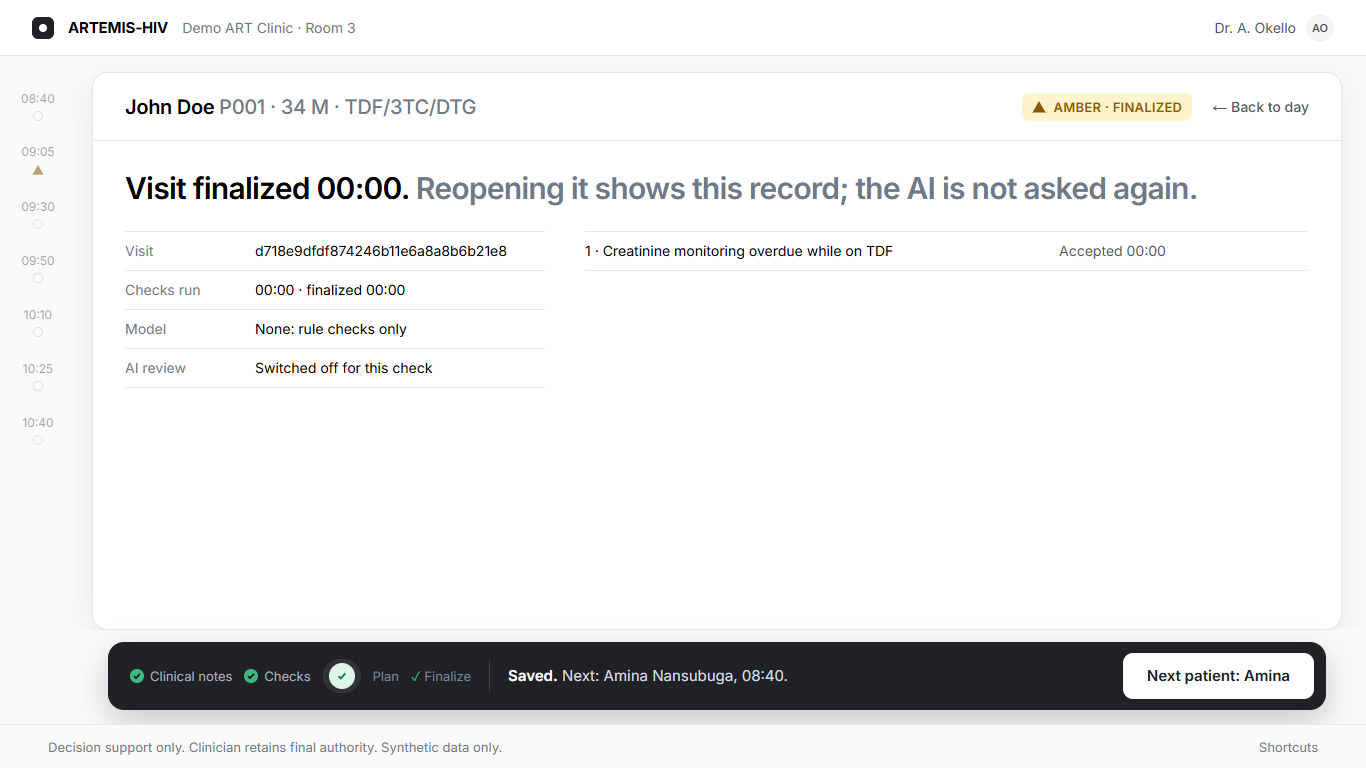 ARTEMIS-HIV Demo ART Clinic · Room 3
Dr. A. Okello AO
08:40
09:05
09:30
09:50
10:10
10:25
10:40
John Doe P001 · 34 M · TDF/3TC/DTG
AMBER · FINALIZED
← Back to day
Visit finalized 00:00. Reopening it shows this record; the AI is not asked again.
Visit d718e9dfdf874246b11e6a8a8b6b21e8
Checks run 00:00 · finalized 00:00
Model None: rule checks only
AI review Switched off for this check
1 · Creatinine monitoring overdue while on TDF Accepted 00:00
Clinical notes Checks Plan ✓ Finalize
Saved. Next: Amina Nansubuga, 08:40.
Next patient: Amina
Decision support only. Clinician retains final authority. Synthetic data only.
Shortcuts